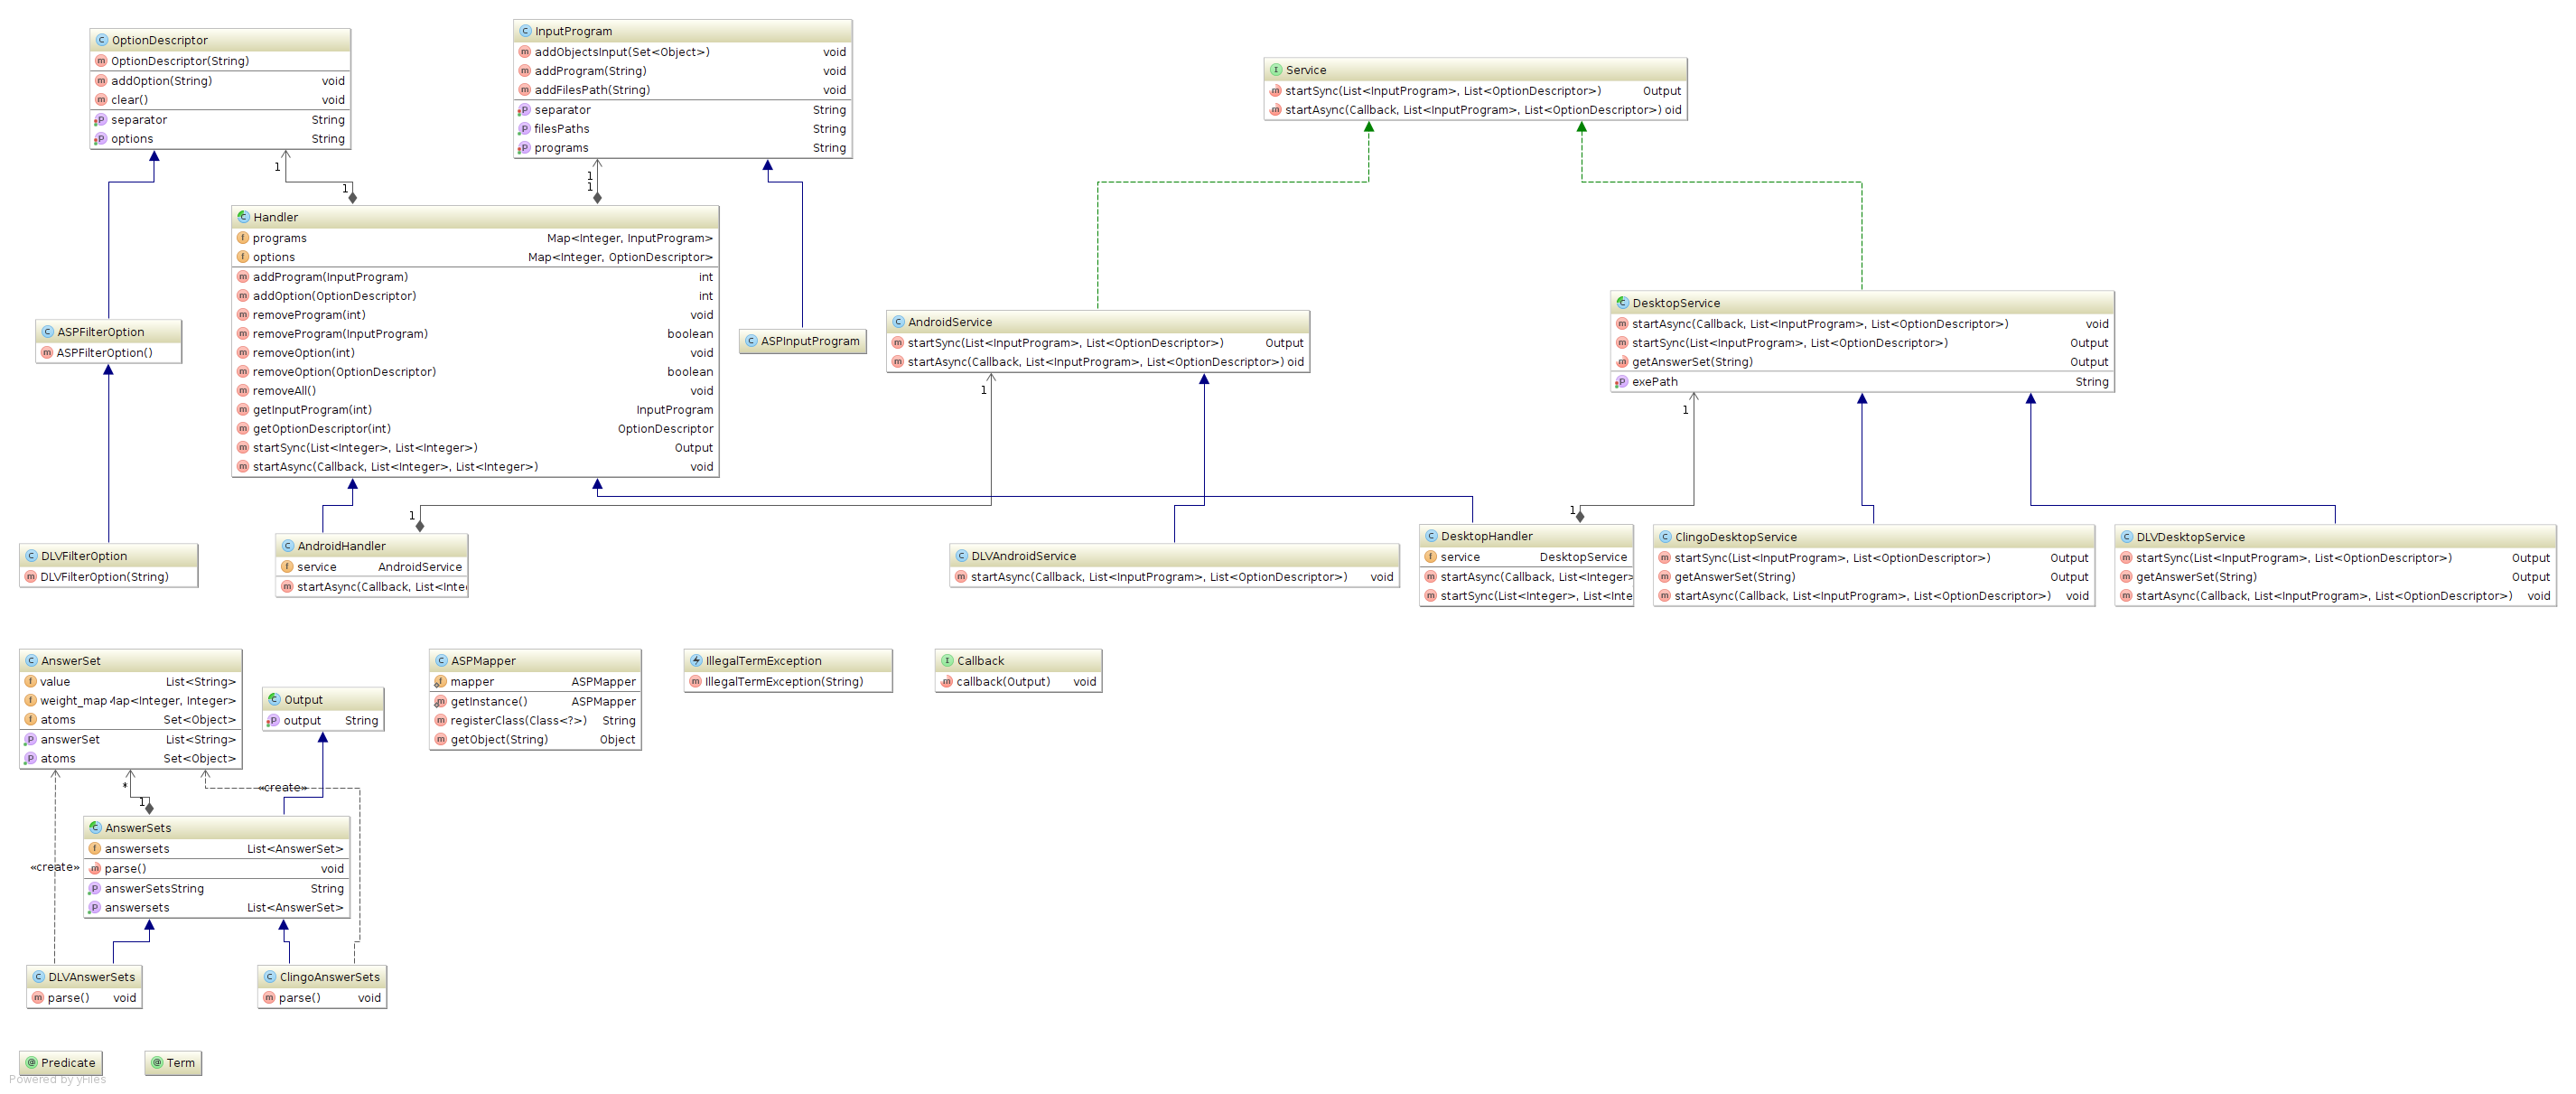 OptionDescriptor
OptionDescriptor(String)
addOption(String) void
clear() void
separator String
options String
InputProgram
addObjectsInput(Set<Object>) void
addProgram(String) void
addFilesPath(String) void
separator String
filesPaths String
programs String
Service
startSync(List<InputProgram>, List<OptionDescriptor>) Output
startAsync(Callback, List<InputProgram>, List<OptionDescriptor>) oid
1
1
1
1
Handler
programs Map<Integer, InputProgram>
options Map<Integer, OptionDescriptor>
addProgram(InputProgram) int
addOption(OptionDescriptor) int
removeProgram(int) void
removeProgram(InputProgram) boolean
removeOption(int) void
removeOption(OptionDescriptor) boolean
removeAll() void
getInputProgram(int) InputProgram
getOptionDescriptor(int) OptionDescriptor
startSync(List<Integer>, List<Integer>) Output
startAsync(Callback, List<Integer>, List<Integer>) void
ASPFilterOption
ASPFilterOption()
ASPInputProgram
AndroidService
startSync(List<InputProgram>, List<OptionDescriptor>) Output
startAsync(Callback, List<InputProgram>, List<OptionDescriptor>) oid
DesktopService
startAsync(Callback, List<InputProgram>, List<OptionDescriptor>) void
startSync(List<InputProgram>, List<OptionDescriptor>) Output
getAnswerSet(String) Output
exePath String
1
1
1
1
DLVFilterOption
DLVFilterOption(String)
AndroidHandler
service AndroidService
startAsync(Callback, List<Inte
DLVAndroidService
startAsync(Callback, List<InputProgram>, List<OptionDescriptor>) void
DesktopHandler
service DesktopService
startAsync(Callback, List<Integer>
startSync(List<Integer>, List<Inte
ClingoDesktopService
startSync(List<InputProgram>, List<OptionDescriptor>) Output
getAnswerSet(String) Output
startAsync(Callback, List<InputProgram>, List<OptionDescriptor>) void
DLVDesktopService
startSync(List<InputProgram>, List<OptionDescriptor>) Output
getAnswerSet(String) Output
startAsync(Callback, List<InputProgram>, List<OptionDescriptor>) void
AnswerSet
value List<String>
weight_map Map<Integer, Integer>
atoms Set<Object>
answerSet List<String>
atoms Set<Object>
Output
output String
ASPMapper
mapper ASPMapper
getInstance() ASPMapper
registerClass(Class<?>) String
getObject(String) Object
IllegalTermException
IllegalTermException(String)
Callback
callback(Output) void
*
1
«create»
«create»
AnswerSets
answersets List<AnswerSet>
parse() void
answerSetsString String
answersets List<AnswerSet>
DLVAnswerSets
parse() void
ClingoAnswerSets
parse() void
Predicate
Term
Powered by yFiles